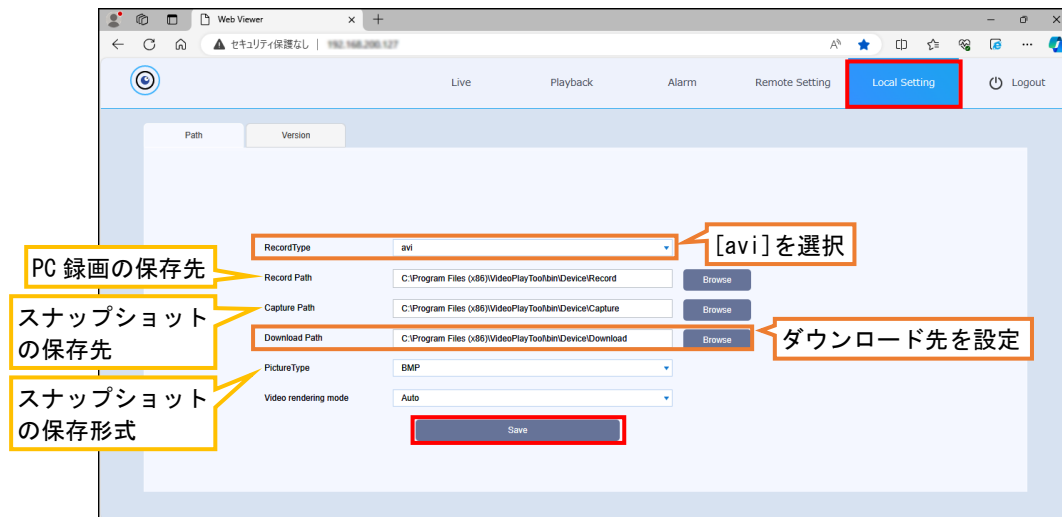 Web Viewer
セキュリティ保護なし
192.168.200.127
Live
Playback
Alarm
Remote Setting
Local Setting
Logout
Path
Version
RecordType
avi
[avi]を選択
PC 録画の保存先
Record Path
C:\Program Files (x86)\VideoPlayTool\bin\Device\Record
Browse
スナップショット
の保存先
Capture Path
C:\Program Files (x86)\VideoPlayTool\bin\Device\Capture
Browse
Download Path
C:\Program Files (x86)\VideoPlayTool\bin\Device\Download
Browse
ダウンロード先を設定
スナップショット
の保存形式
PictureType
BMP
Video rendering mode
Auto
Save